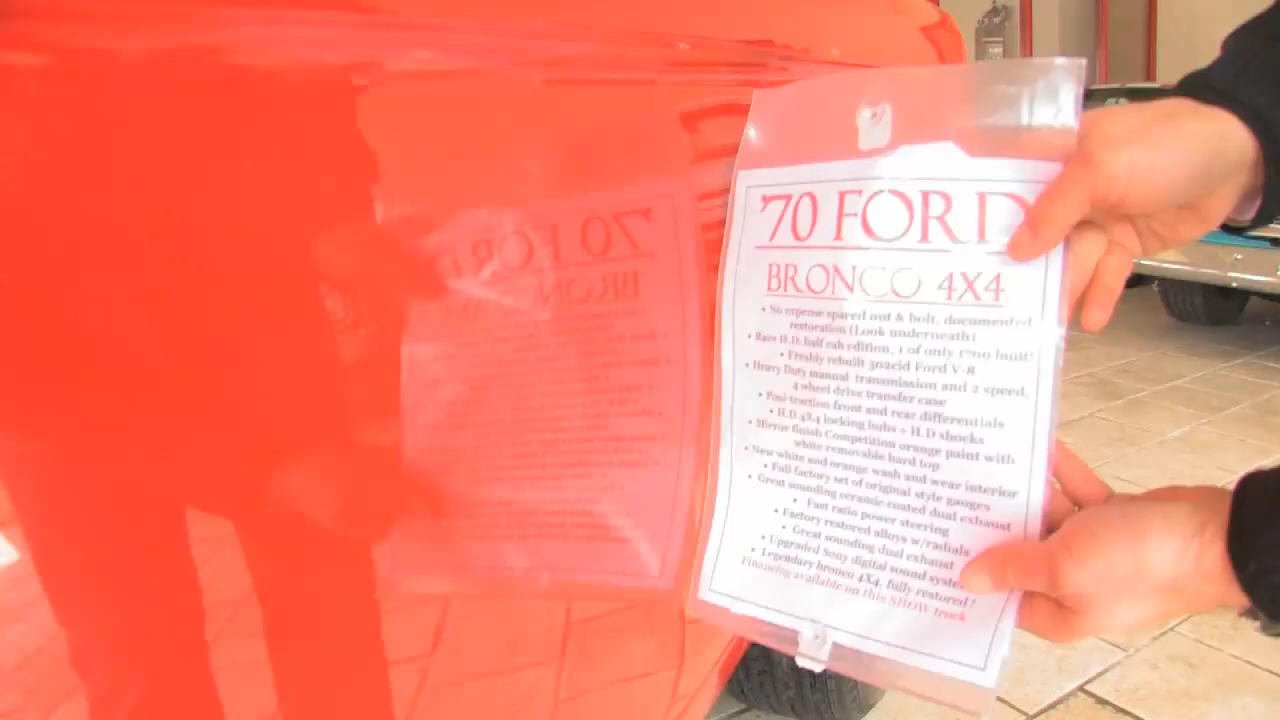 '70 FORD
BRONCO 4X4
• No expense spared nut & bolt, documented
restoration (Look underneath)
• Rare H.D. half cab edition, 1 of only 1700 built!
• Freshly rebuilt 302cid Ford V-8
• Heavy Duty manual transmission and 2 speed,
4 wheel drive transfer case
• Posi-traction front and rear differentials
• H.D 4X4 locking hubs + H.D shocks
• Mirror finish Competition orange paint with
white removable hard top
• New white and orange wash and wear interior
• Full factory set of original style gauges
• Great sounding ceramic coated dual exhaust
• Fast ratio power steering
• Factory restored alloys w/radials
• Great sounding dual exhaust
• Upgraded Sony digital sound system
• Legendary bronco 4X4, fully restored!
Financing available on this SHOW truck